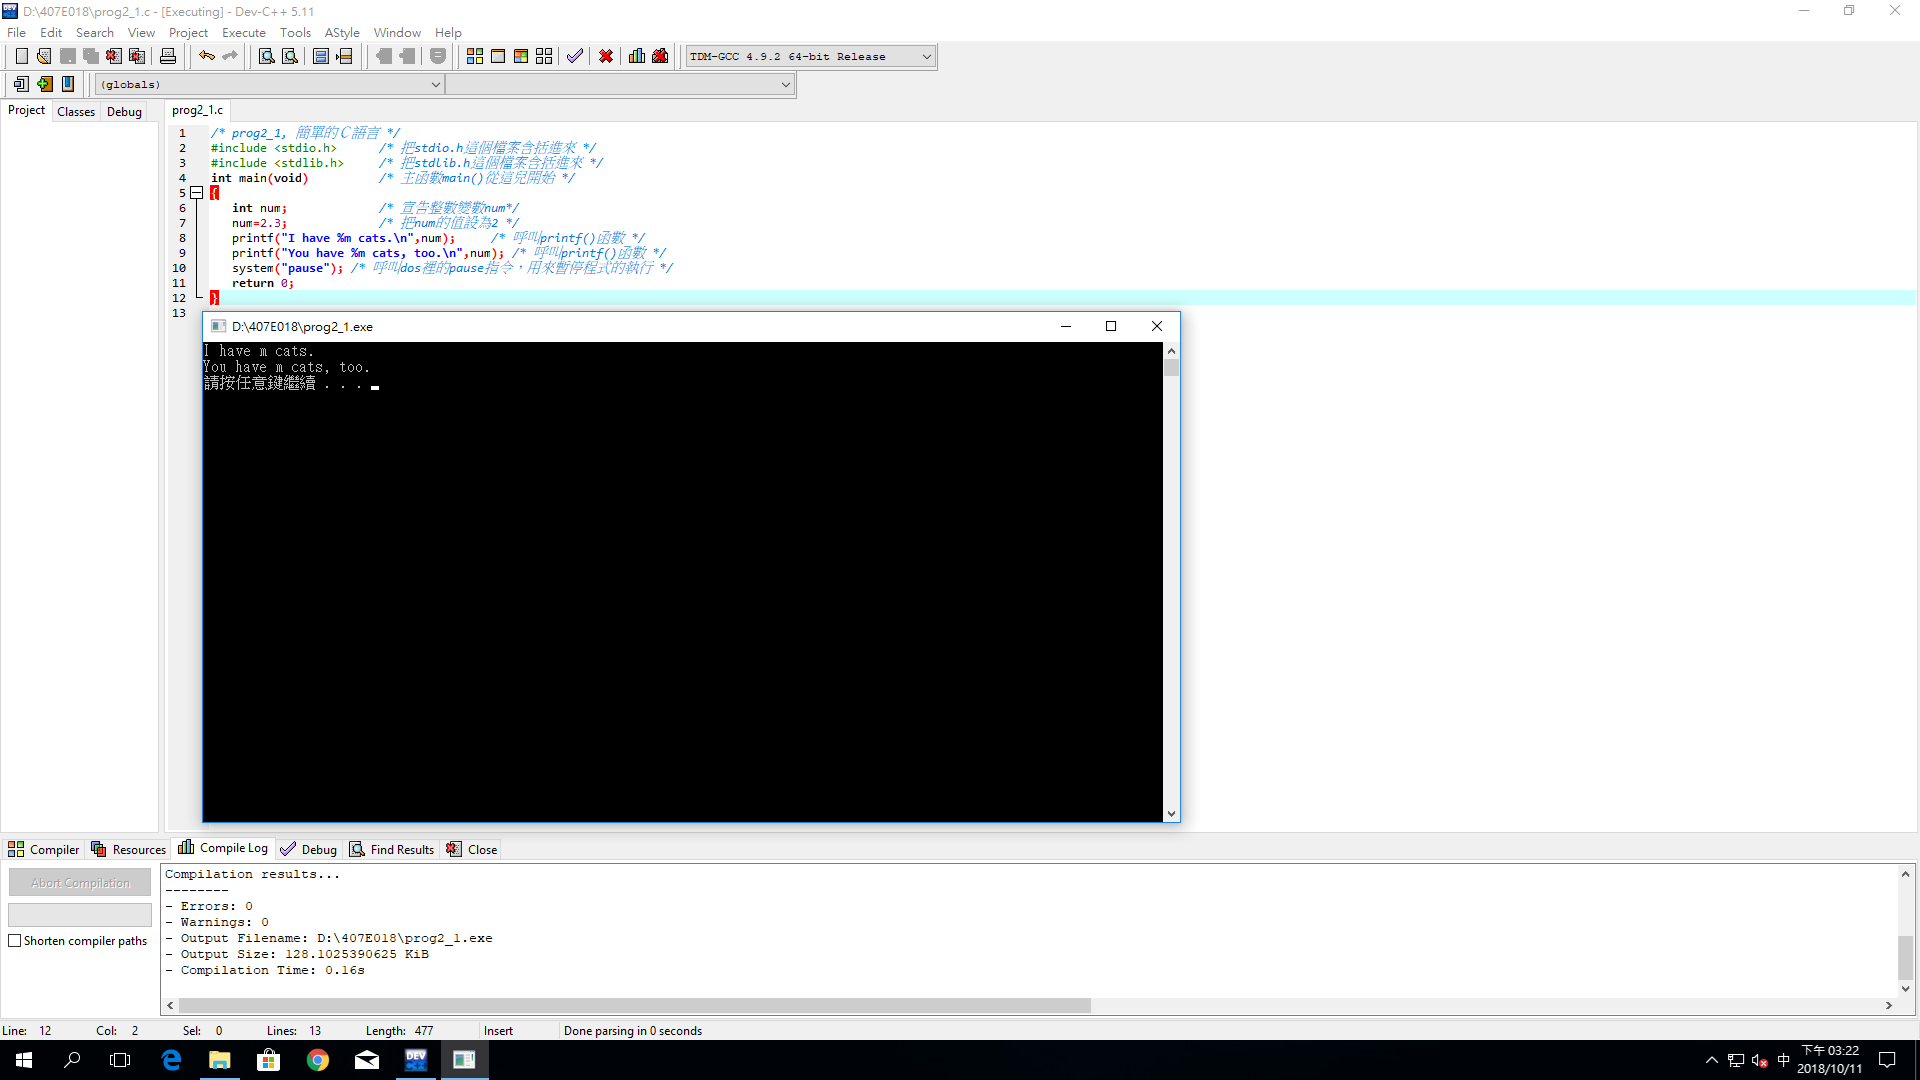 D:\407E018\prog2_1.c - [Executing] - Dev-C++ 5.11
File Edit Search View Project Execute Tools AStyle Window Help
TDM-GCC 4.9.2 64-bit Release
(globals)
Project Classes Debug
prog2_1.c
1 /* prog2_1, 簡單的C語言 */
2 #include <stdio.h> /* 把stdio.h這個檔案含括進來 */
3 #include <stdlib.h> /* 把stdlib.h這個檔案含括進來 */
4 int main(void) /* 主函數main()從這兒開始 */
5 {
6 int num; /* 宣告整數變數num*/
7 num=2.3; /* 把num的值設為2 */
8 printf("I have %m cats.\n",num); /* 呼叫printf()函數 */
9 printf("You have %m cats, too.\n",num); /* 呼叫printf()函數 */
10 system("pause"); /* 呼叫dos裡的pause指令，用來暫停程式的執行 */
11 return 0;
12 }
13
D:\407E018\prog2_1.exe
I have m cats.
You have m cats, too.
請按任意鍵繼續 . . .
Compiler Resources Compile Log Debug Find Results Close
Abort Compilation
Shorten compiler paths
Compilation results...
--------
- Errors: 0
- Warnings: 0
- Output Filename: D:\407E018\prog2_1.exe
- Output Size: 128.1025390625 KiB
- Compilation Time: 0.16s
Line: 12 Col: 2 Sel: 0 Lines: 13 Length: 477 Insert Done parsing in 0 seconds
DEV
中
下午 03:22
2018/10/11